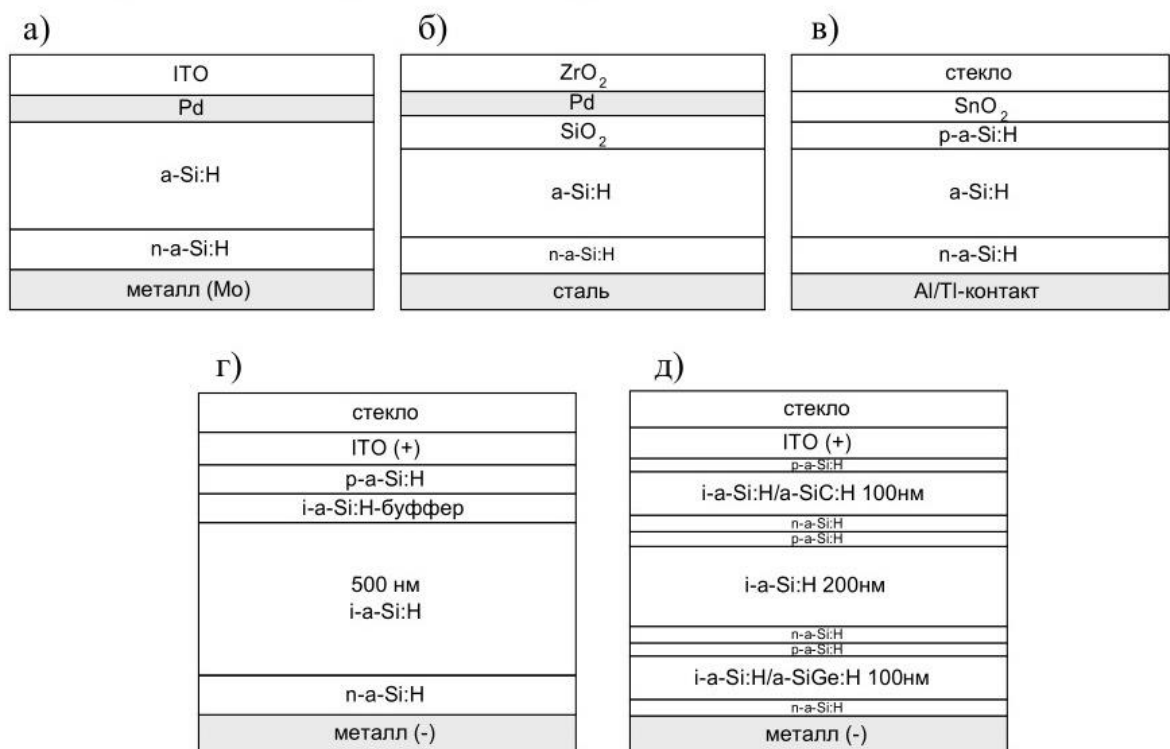 а)
ITO
Pd
a-Si:H
n-a-Si:H
металл (Mo)
б)
ZrO2
Pd
SiO2
a-Si:H
n-a-Si:H
сталь
в)
стекло
SnO2
p-a-Si:H
a-Si:H
n-a-Si:H
Al/Tl-контакт
г)
стекло
ITO (+)
p-a-Si:H
i-a-Si:H-буффер
500 нм
i-a-Si:H
n-a-Si:H
металл (-)
д)
стекло
ITO (+)
p-a-Si:H
i-a-Si:H/a-SiC:H 100нм
n-a-Si:H
p-a-Si:H
i-a-Si:H 200нм
n-a-Si:H
p-a-Si:H
i-a-Si:H/a-SiGe:H 100нм
n-a-Si:H
металл (-)